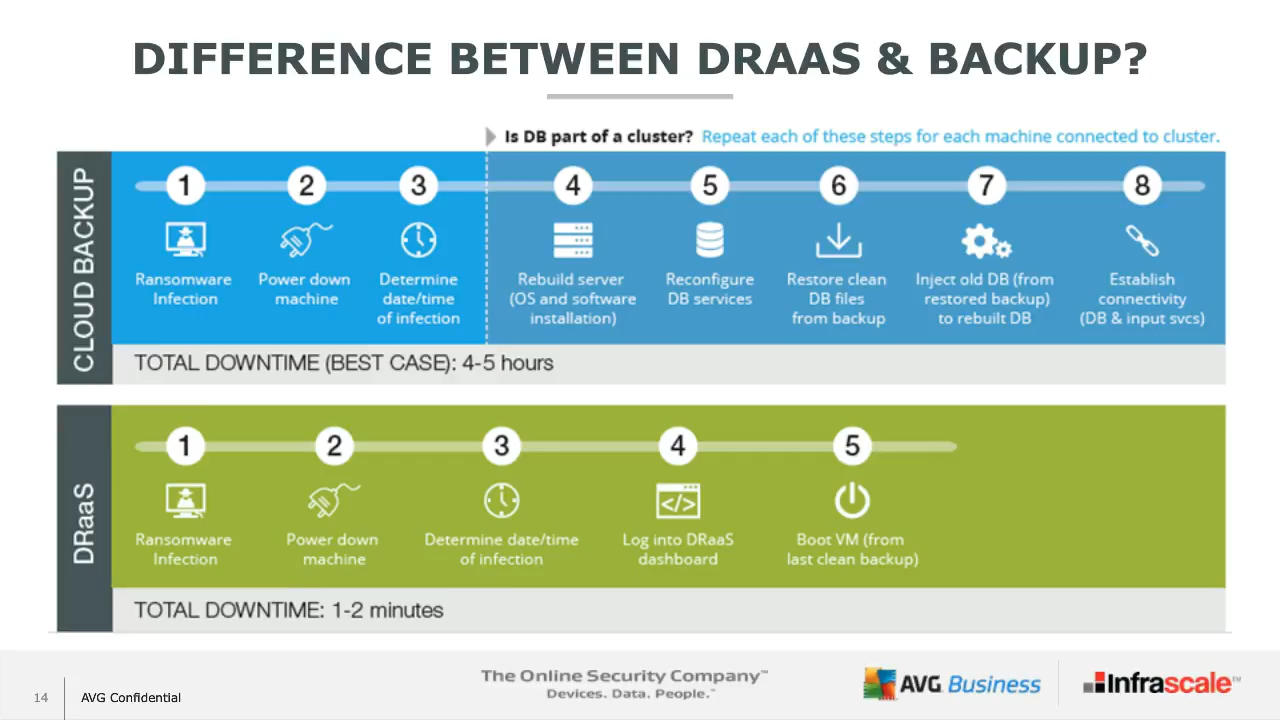 DIFFERENCE BETWEEN DRAAS & BACKUP?
Is DB part of a cluster? Repeat each of these steps for each machine connected to cluster.
CLOUD BACKUP
1 2 3 4 5 6 7 8
Ransomware
Infection
Power down
machine
Determine
date/time
of infection
Rebuild server
(OS and software
installation)
Reconfigure
DB services
Restore clean
DB files
from backup
Inject old DB (from
restored backup)
to rebuilt DB
Establish
connectivity
(DB & input svcs)
TOTAL DOWNTIME (BEST CASE): 4-5 hours
DRaaS
1 2 3 4 5
Ransomware
Infection
Power down
machine
Determine date/time
of infection
</>
Log into DRaaS
dashboard
Boot VM (from
last clean backup)
TOTAL DOWNTIME: 1-2 minutes
14
AVG Confidential
The Online Security Company™
Devices. Data. People.™
AVG Business
Infrascale™